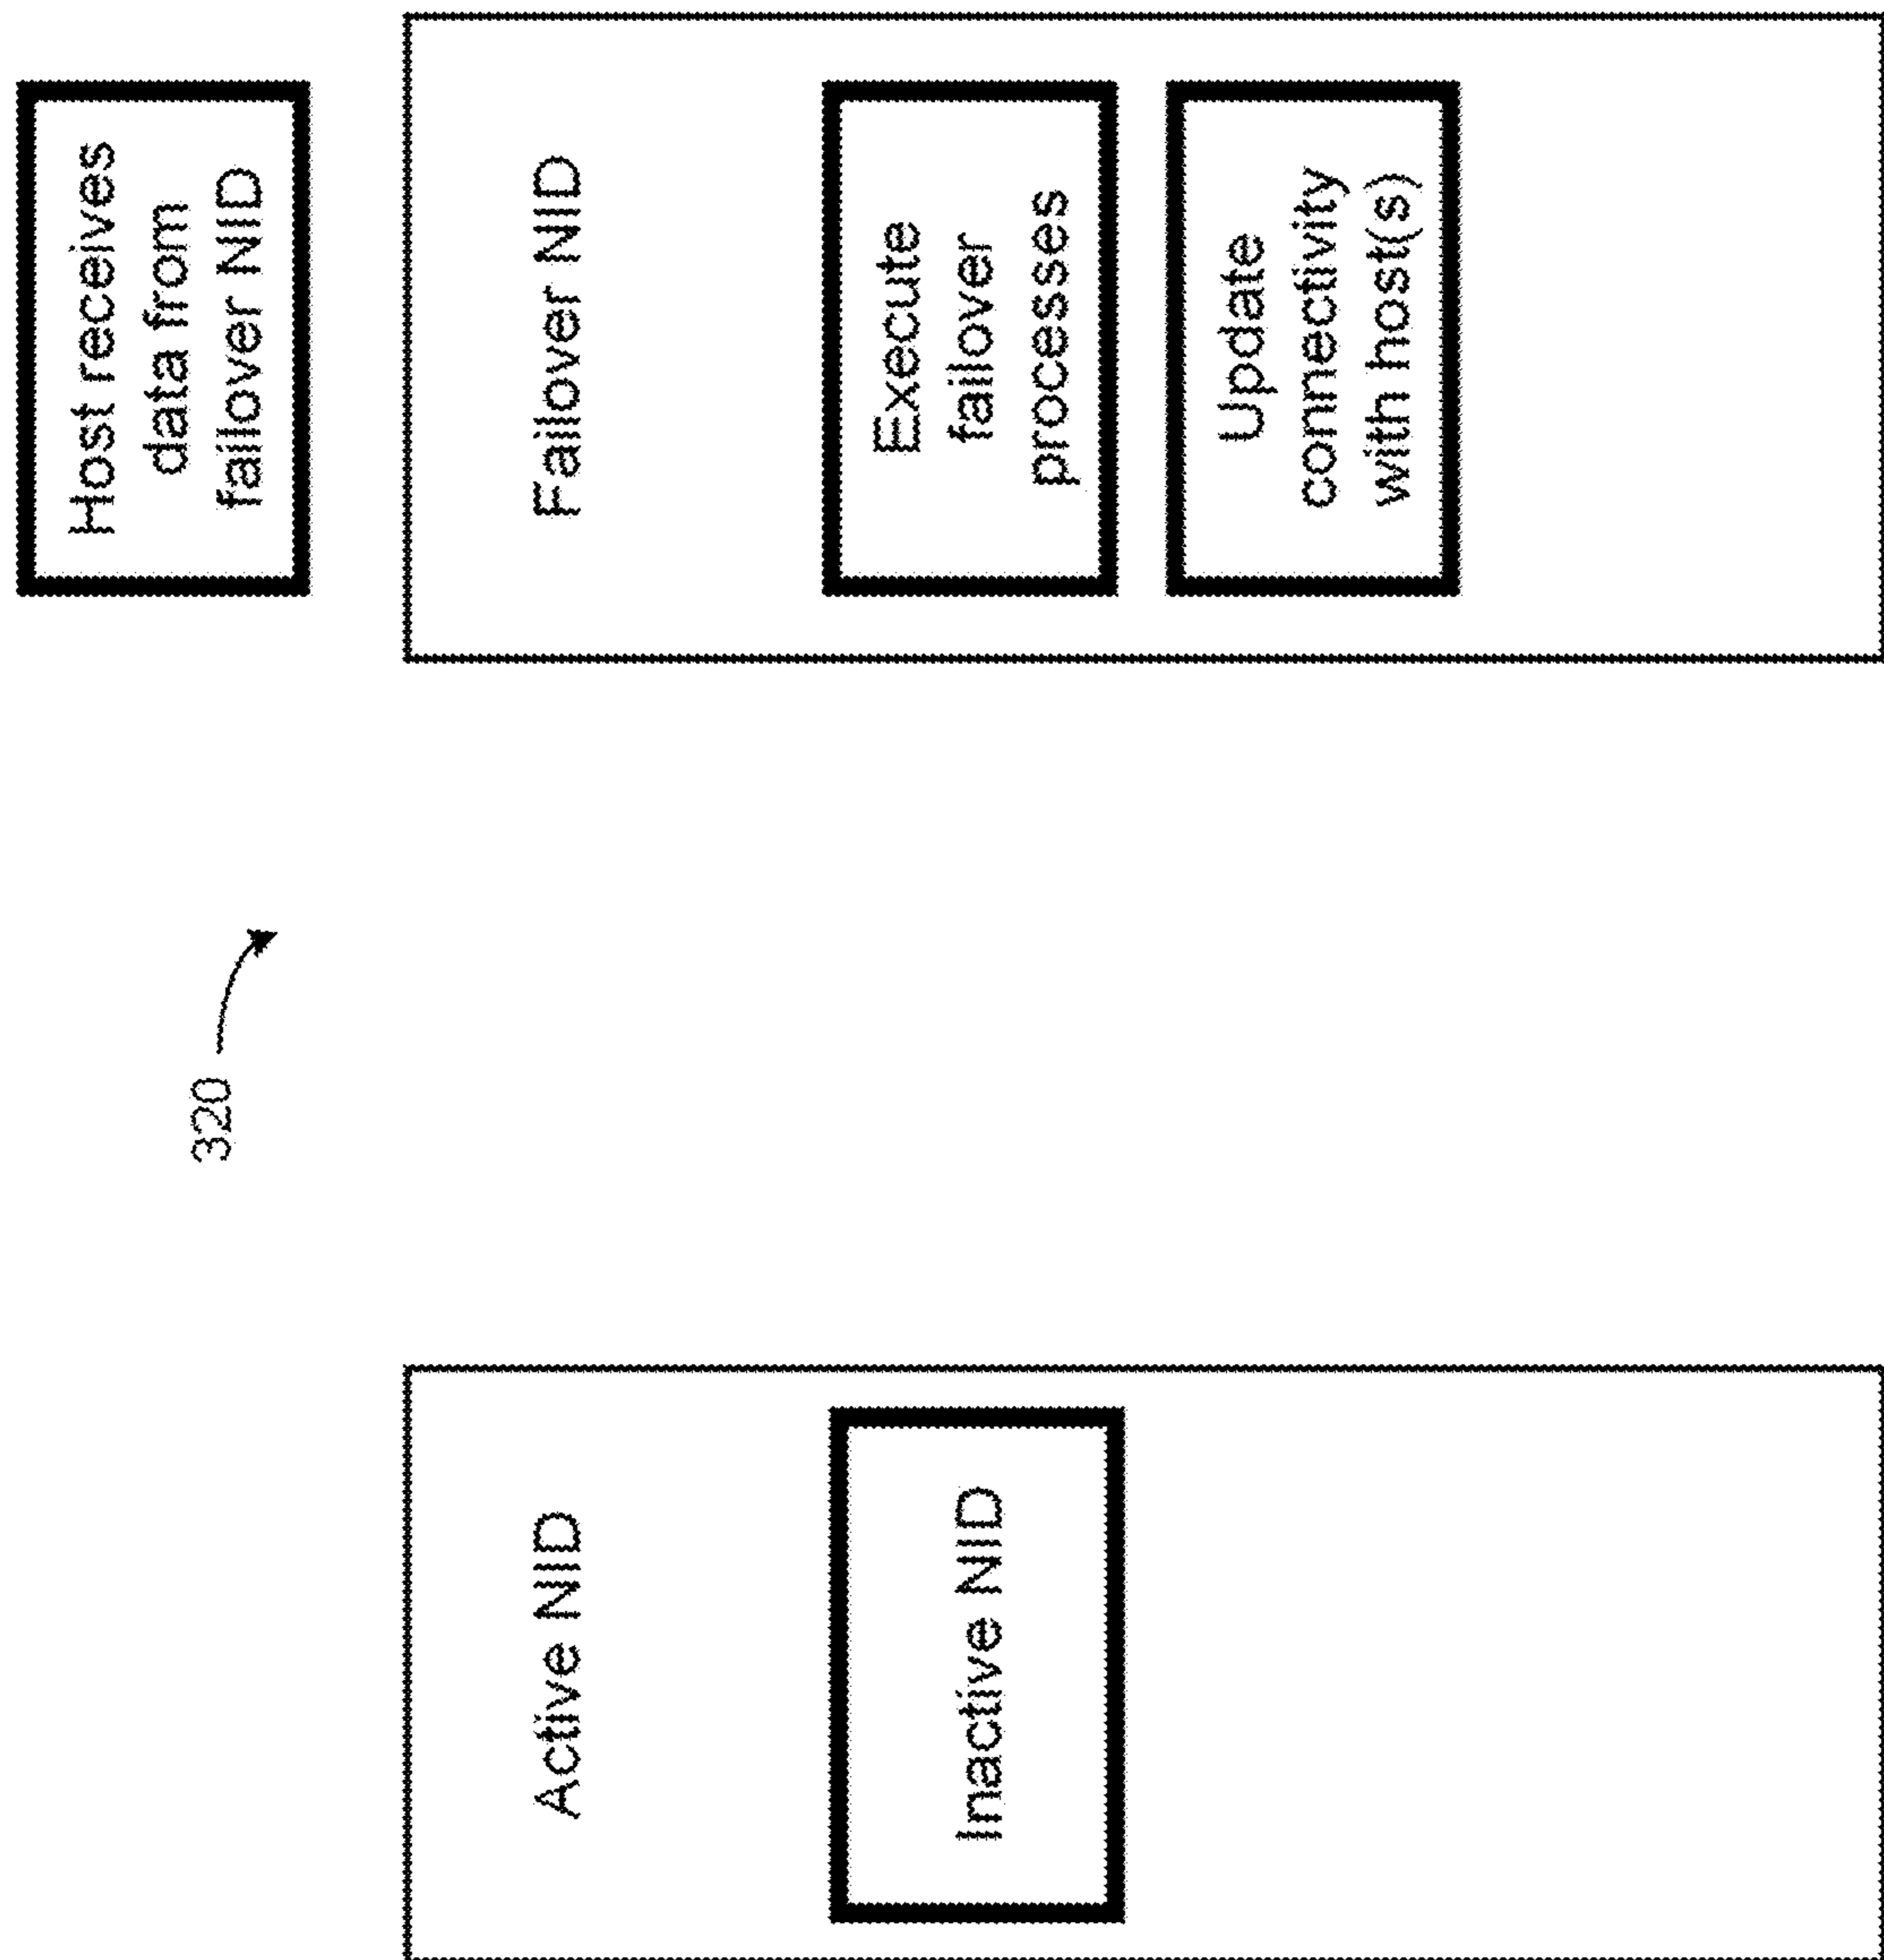 Host receives
data from
failover NID
320
Active NID
Inactive NID
Failover NID
Execute
failover
processes
Update
connectivity
with host(s)